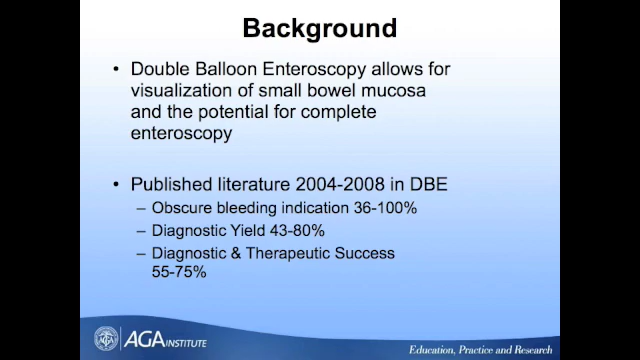 Background
• Double Balloon Enteroscopy allows for
visualization of small bowel mucosa
and the potential for complete
enteroscopy
• Published literature 2004-2008 in DBE
– Obscure bleeding indication 36-100%
– Diagnostic Yield 43-80%
– Diagnostic & Therapeutic Success
55-75%
AGA INSTITUTE
Education, Practice and Research